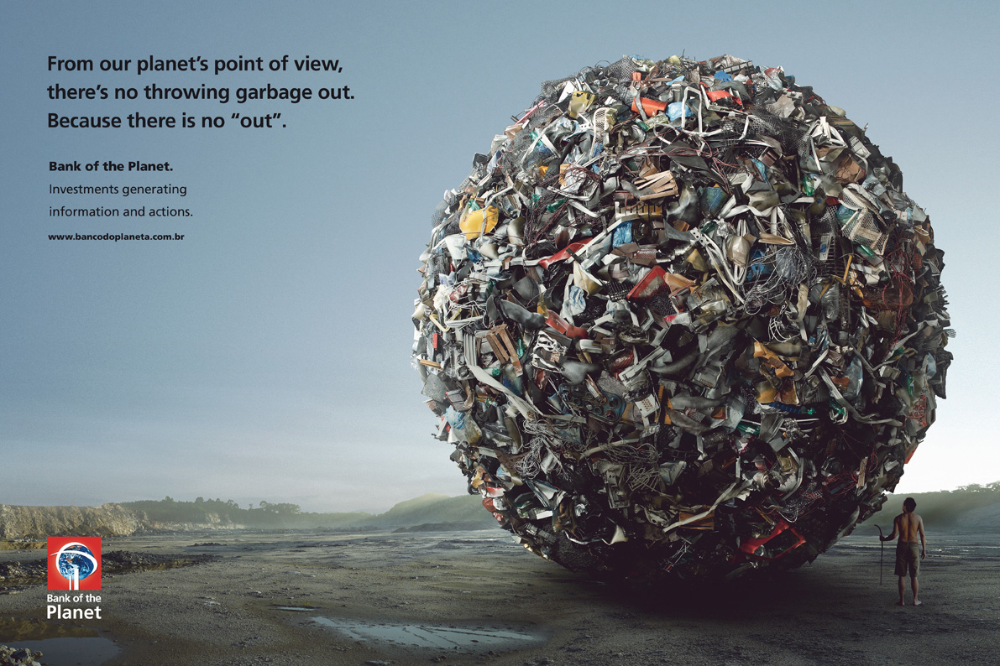 From our planet's point of view,
there's no throwing garbage out.
Because there is no “out”.
Bank of the Planet.
Investments generating
information and actions.
www.bancodoplaneta.com.br
Bank of the
Planet